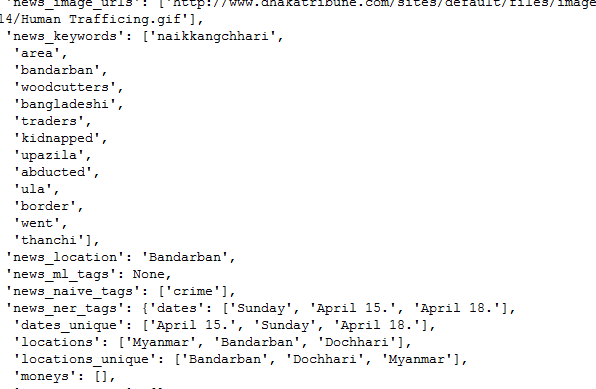 'news_image_urls': ['http://www.dhakatribune.com/sites/default/files/image
14/Human Trafficing.gif'],
'news_keywords': ['naikkangchhari',
'area',
'bandarban',
'woodcutters',
'bangladeshi',
'traders',
'kidnapped',
'upazila',
'abducted',
'ula',
'border',
'went',
'thanchi'],
'news_location': 'Bandarban',
'news_ml_tags': None,
'news_naive_tags': ['crime'],
'news_ner_tags': {'dates': ['Sunday', 'April 15.', 'April 18.'],
'dates_unique': ['April 15.', 'Sunday', 'April 18.'],
'locations': ['Myanmar', 'Bandarban', 'Dochhari'],
'locations_unique': ['Bandarban', 'Dochhari', 'Myanmar'],
'moneys': [],